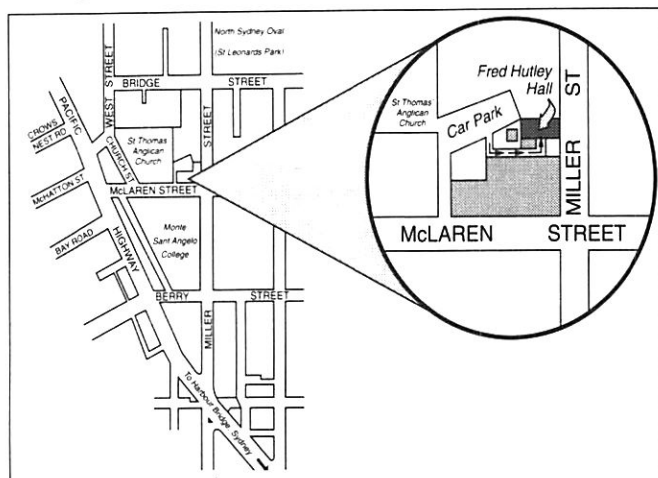 North Sydney Oval
(St Leonards Park)
WEST STREET
BRIDGE STREET
PACIFIC
HIGHWAY
CROWS
NEST RD
CHURCH ST
St Thomas
Anglican
Church
STREET
McHATTON ST
McLAREN STREET
BAY ROAD
Monte
Sant Angelo
College
BERRY STREET
MILLER
To Harbour Bridge, Sydney
Fred Hutley
Hall
St Thomas
Anglican
Church
Car Park
MILLER ST
McLAREN STREET